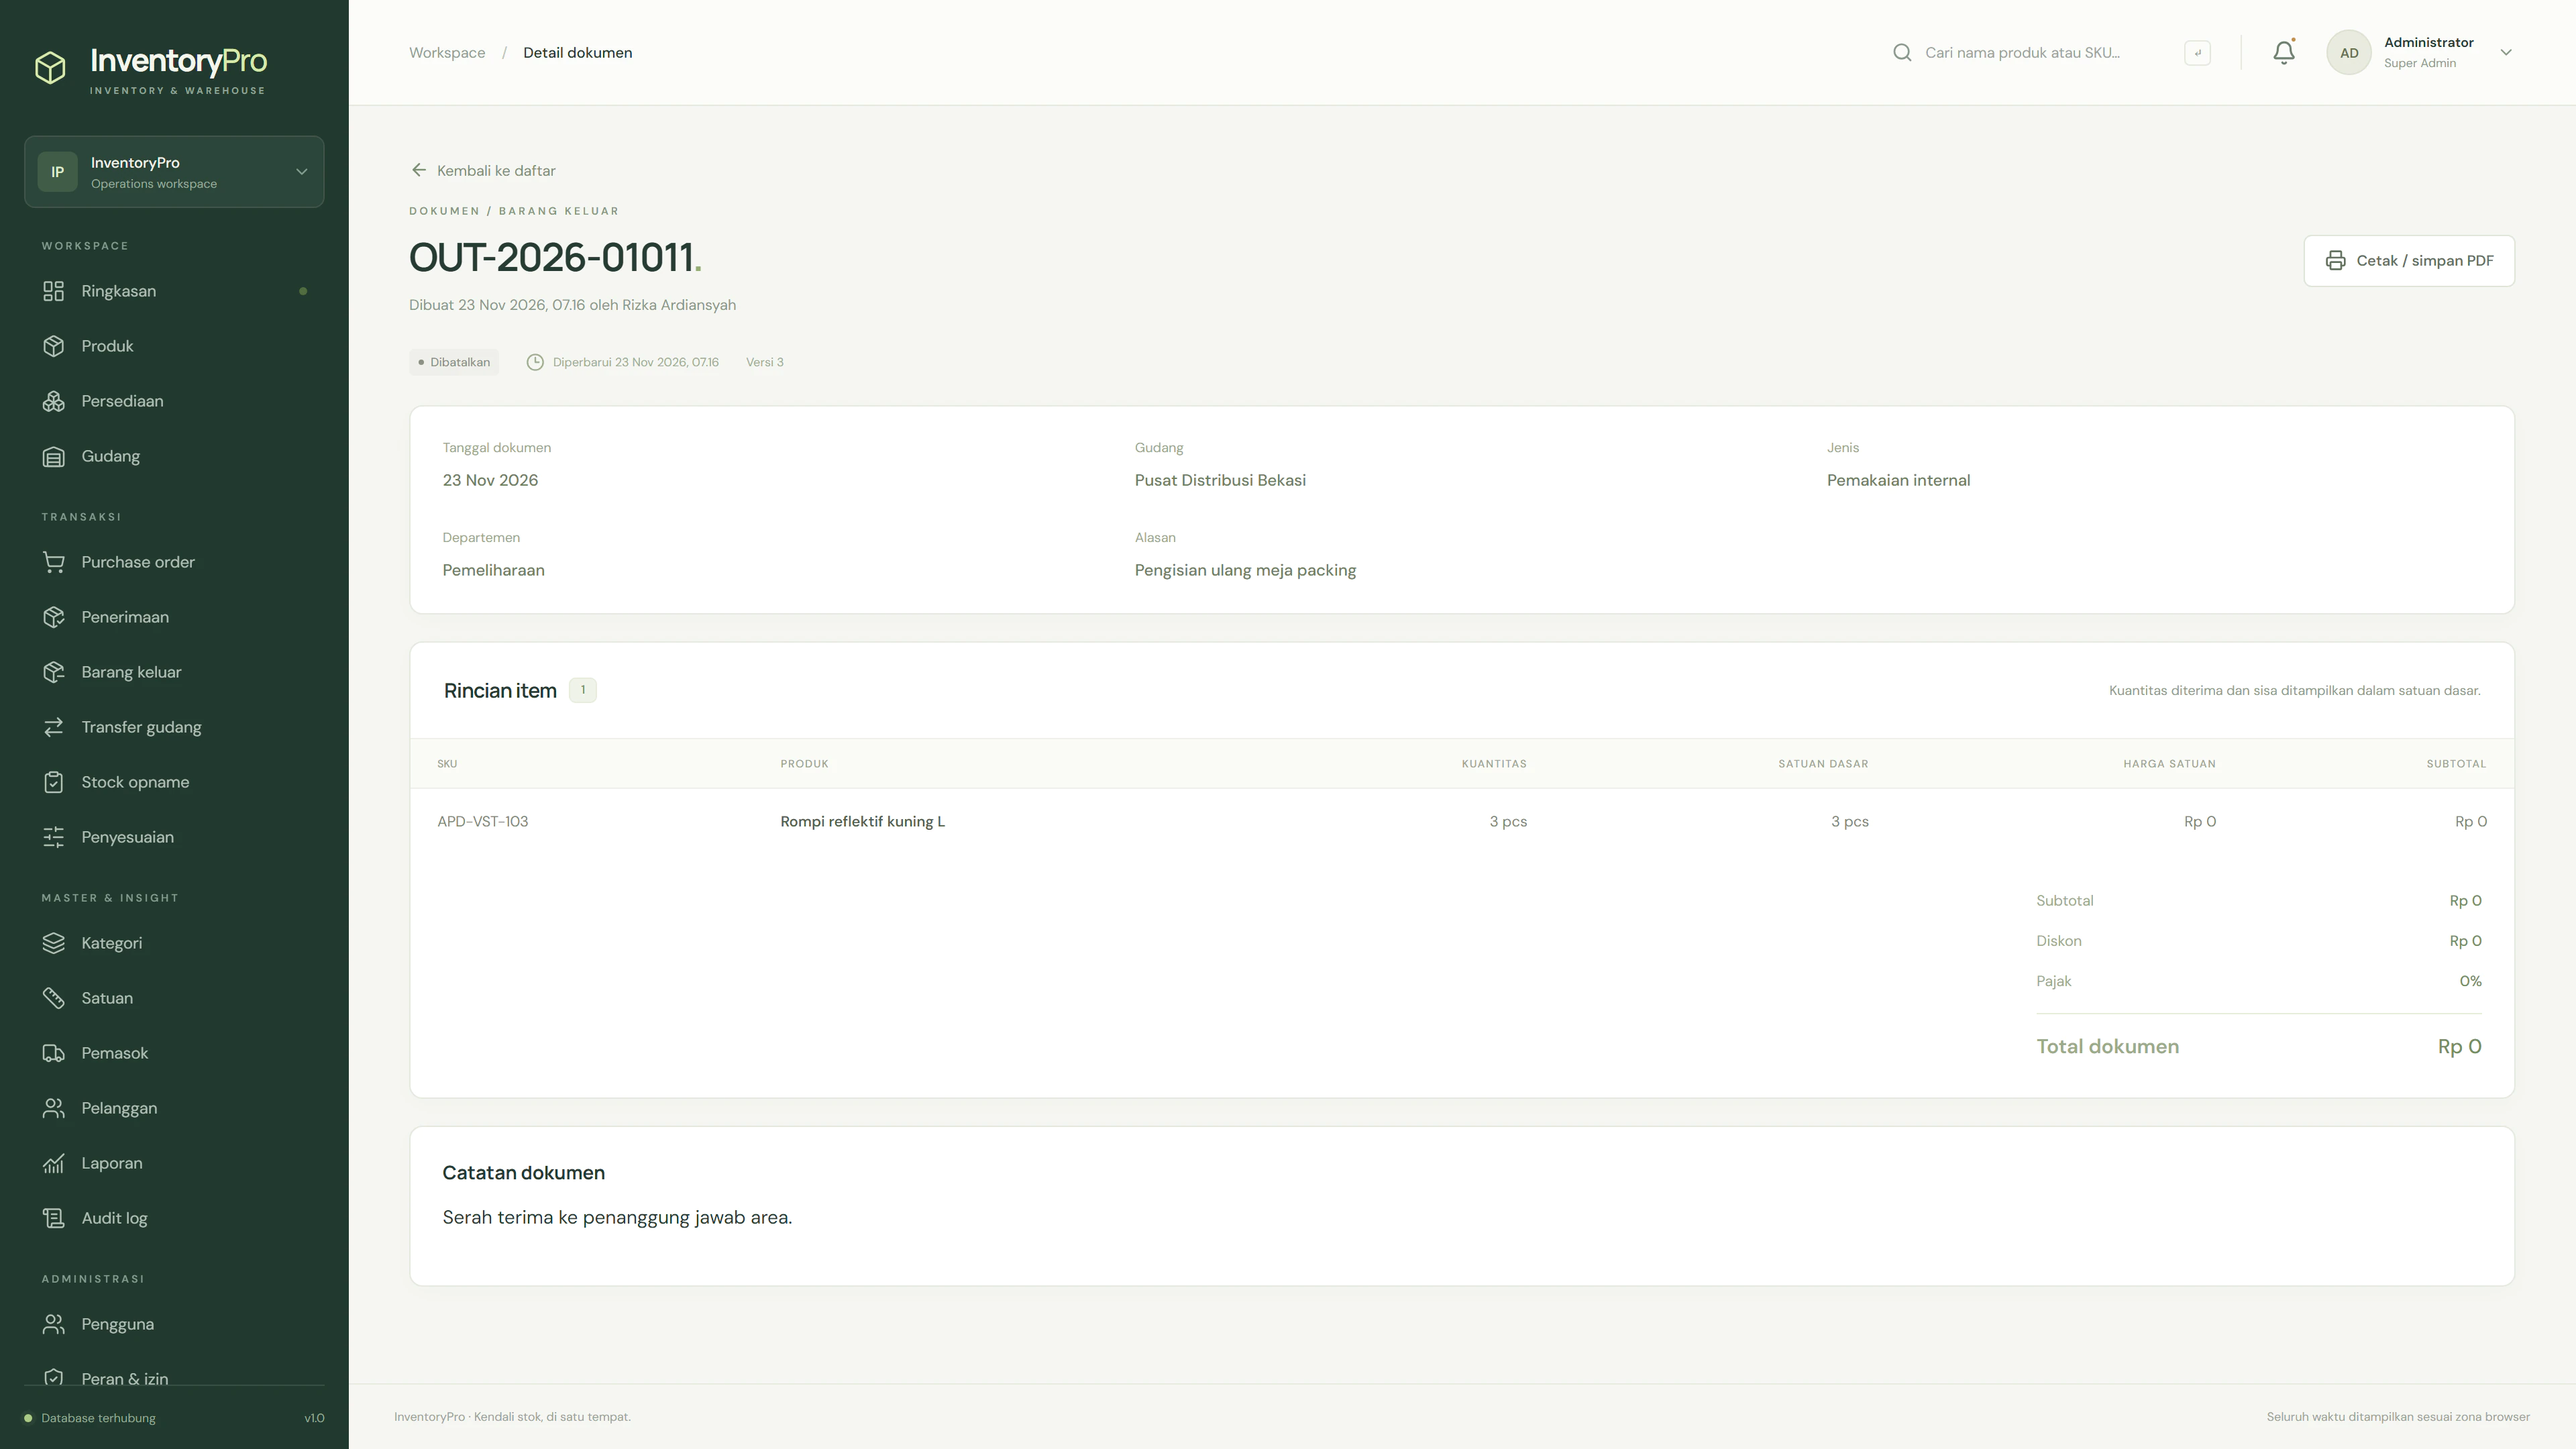 InventoryPro
INVENTORY & WAREHOUSE
IP
InventoryPro
Operations workspace
WORKSPACE
Ringkasan
Produk
Persediaan
Gudang
TRANSAKSI
Purchase order
Penerimaan
Barang keluar
Transfer gudang
Stock opname
Penyesuaian
MASTER & INSIGHT
Kategori
Satuan
Pemasok
Pelanggan
Laporan
Audit log
ADMINISTRASI
Pengguna
Peran & izin
Database terhubung v1.0
Workspace / Detail dokumen
Cari nama produk atau SKU...
AD
Administrator
Super Admin
Kembali ke daftar
DOKUMEN / BARANG KELUAR
OUT-2026-01011.
Dibuat 23 Nov 2026, 07.16 oleh Rizka Ardiansyah
Cetak / simpan PDF
Dibatalkan Diperbarui 23 Nov 2026, 07.16 Versi 3
Tanggal dokumen Gudang Jenis
23 Nov 2026 Pusat Distribusi Bekasi Pemakaian internal
Departemen Alasan
Pemeliharaan Pengisian ulang meja packing
Rincian item 1 Kuantitas diterima dan sisa ditampilkan dalam satuan dasar.
SKU PRODUK KUANTITAS SATUAN DASAR HARGA SATUAN SUBTOTAL
APD-VST-103 Rompi reflektif kuning L 3 pcs 3 pcs Rp 0 Rp 0
Subtotal Rp 0
Diskon Rp 0
Pajak 0%
Total dokumen Rp 0
Catatan dokumen
Serah terima ke penanggung jawab area.
InventoryPro · Kendali stok, di satu tempat. Seluruh waktu ditampilkan sesuai zona browser